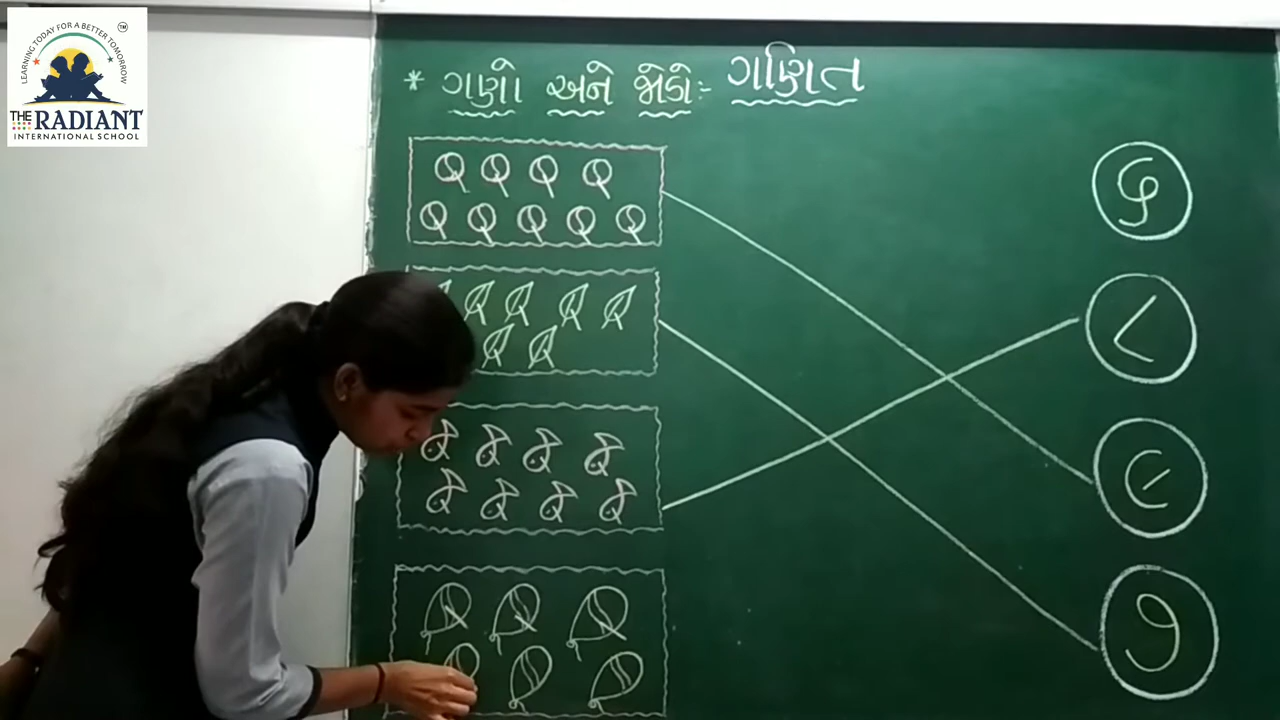 LEARNING TODAY FOR A BETTER TOMORROW
TM
THE RADIANT
INTERNATIONAL SCHOOL
* ગણો અને જોડો:- ગણિત
૬
૮
૯
૭